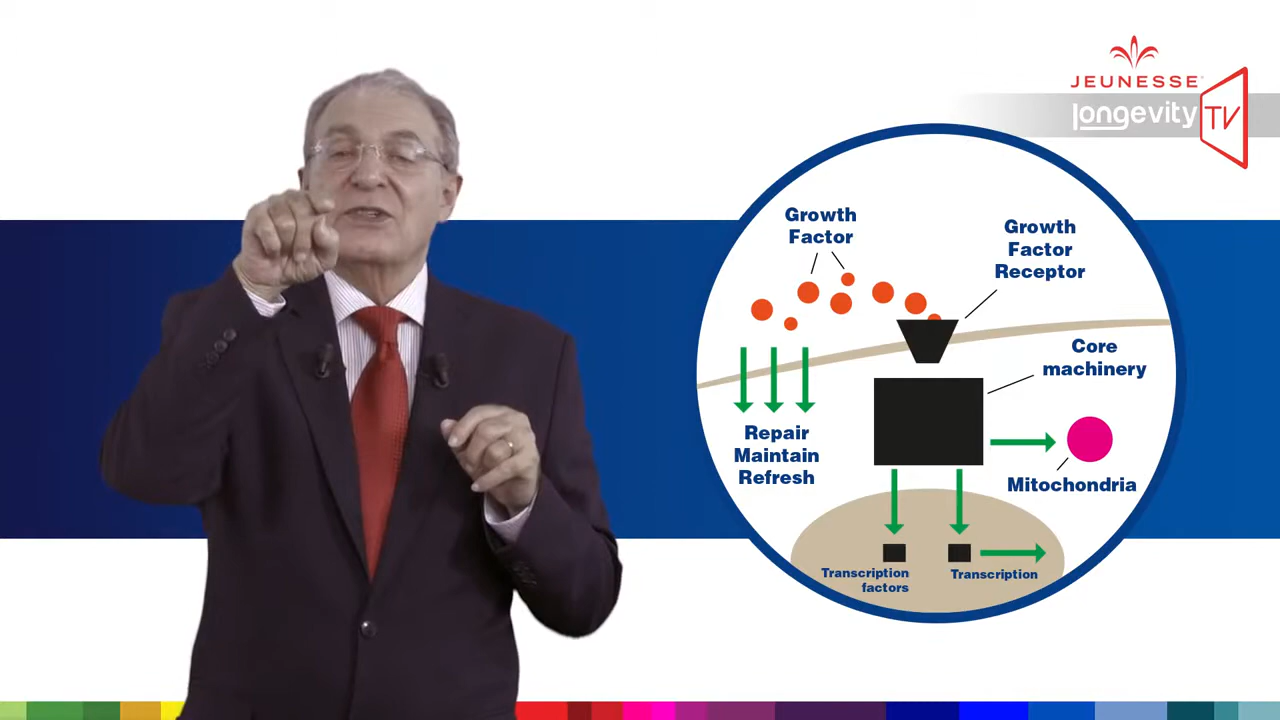 JEUNESSE
longevity TV
Growth
Factor
Growth
Factor
Receptor
Core
machinery
Repair
Maintain
Refresh
Mitochondria
Transcription
factors
Transcription